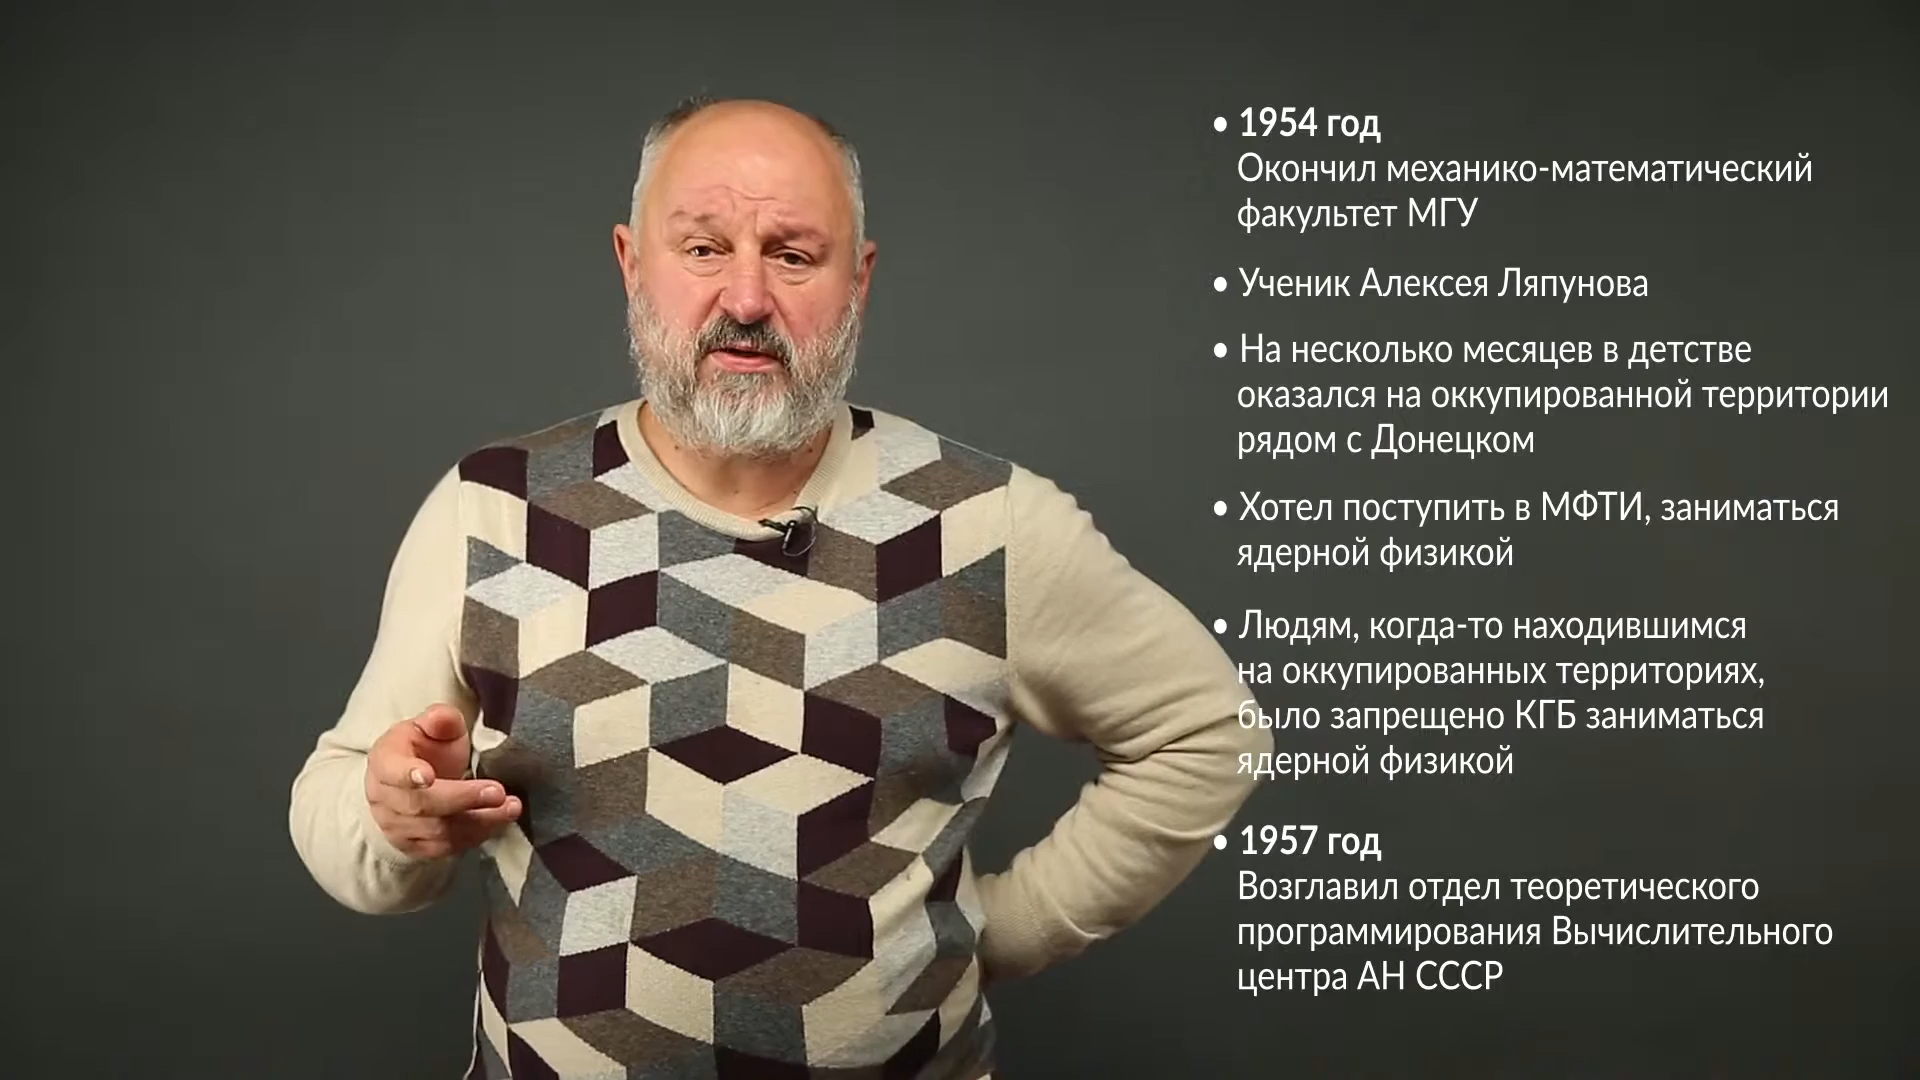 • 1954 год
Окончил механико-математический
факультет МГУ
• Ученик Алексея Ляпунова
• На несколько месяцев в детстве
оказался на оккупированной территории
рядом с Донецком
• Хотел поступить в МФТИ, заниматься
ядерной физикой
• Людям, когда-то находившимся
на оккупированных территориях,
было запрещено КГБ заниматься
ядерной физикой
• 1957 год
Возглавил отдел теоретического
программирования Вычислительного
центра АН СССР